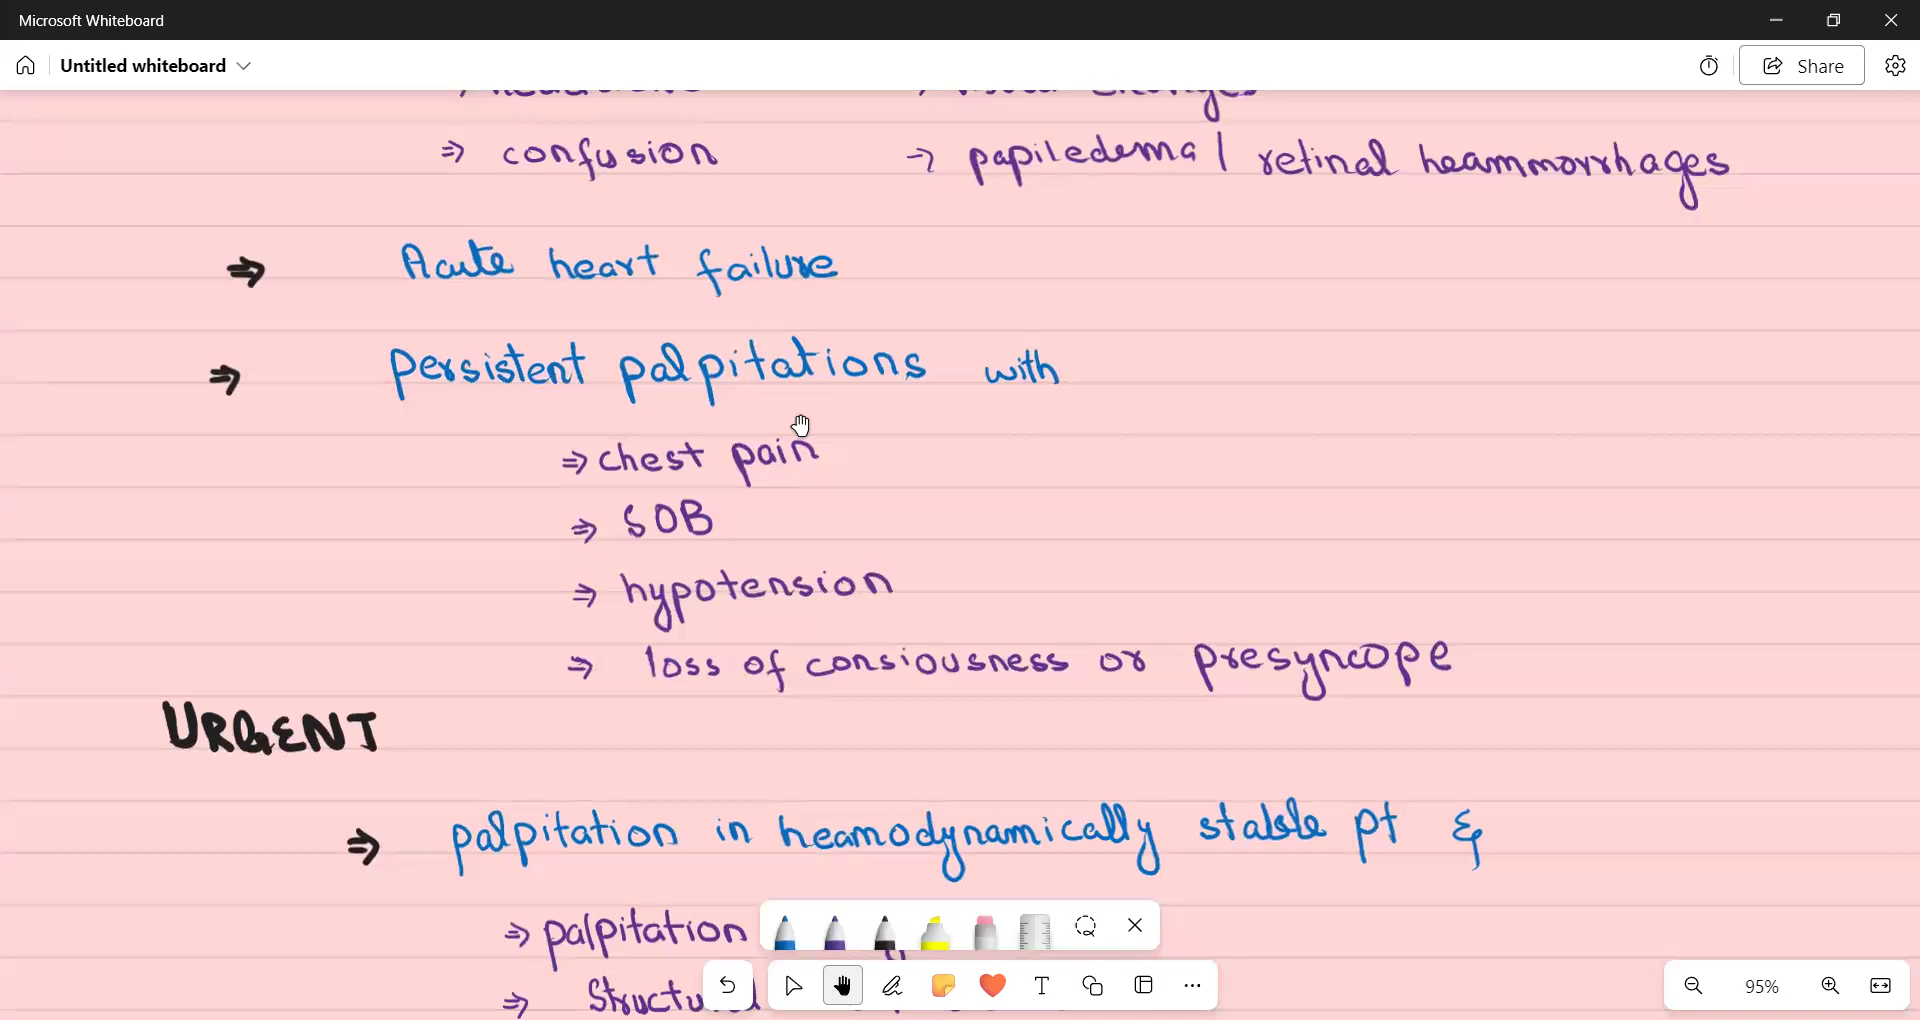 Microsoft Whiteboard
Untitled whiteboard
Share
changes
⇒ confusion → papiledema | retinal heammorrhages
⇒ Acute heart failure
⇒ persistent palpitations with
⇒ chest pain
⇒ SOB
⇒ hypotension
⇒ loss of consiousness or presyncope
URGENT
⇒ palpitation in heamodynamically stable pt &
⇒ palpitation
⇒
T
95%